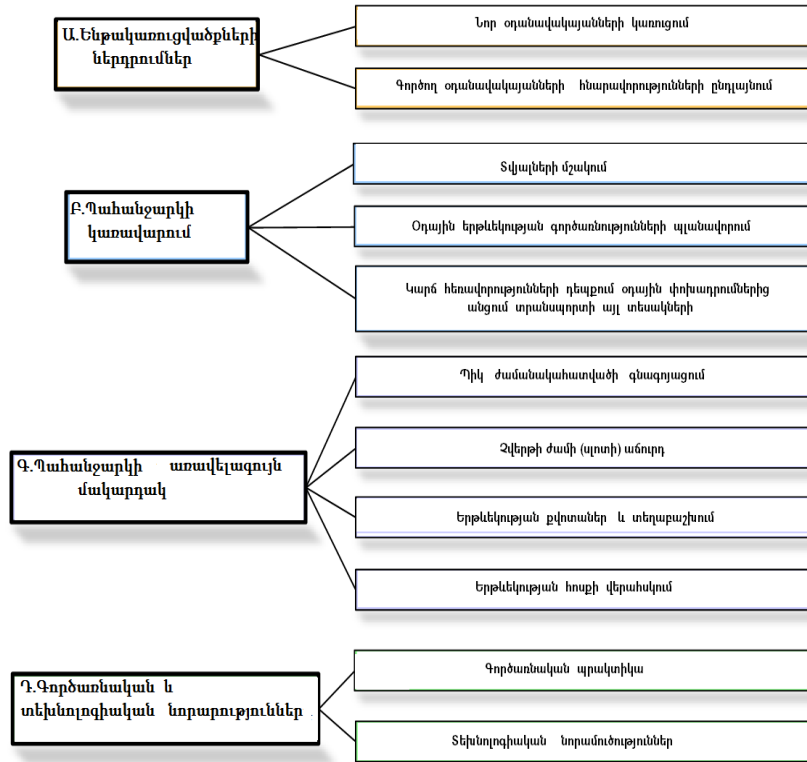 Ա.Ենթակառուցվածքների
ներդրումներ
Նոր օդանավակայանների կառուցում
Գործող օդանավակայանների հնարավորությունների ընդլայնում
Բ.Պահանջարկի
կառավարում
Տվյալների մշակում
Օդային երթևեկության գործառնությունների պլանավորում
Կարճ հեռավորությունների դեպքում օդային փոխադրումներից
անցում տրանսպորտի այլ տեսակների
Գ.Պահանջարկի առավելագույն
մակարդակ
Պիկ ժամանակահատվածի գնագոյացում
Չվերթի ժամի (սլոտի) աճուրդ
Երթևեկության քվոտաներ և տեղաբաշխում
Երթևեկության հոսքի վերահսկում
Դ.Գործառնական և
տեխնոլոգիական նորարություններ .
Գործառնական պրակտիկա
Տեխնոլոգիական նորամուծություններ